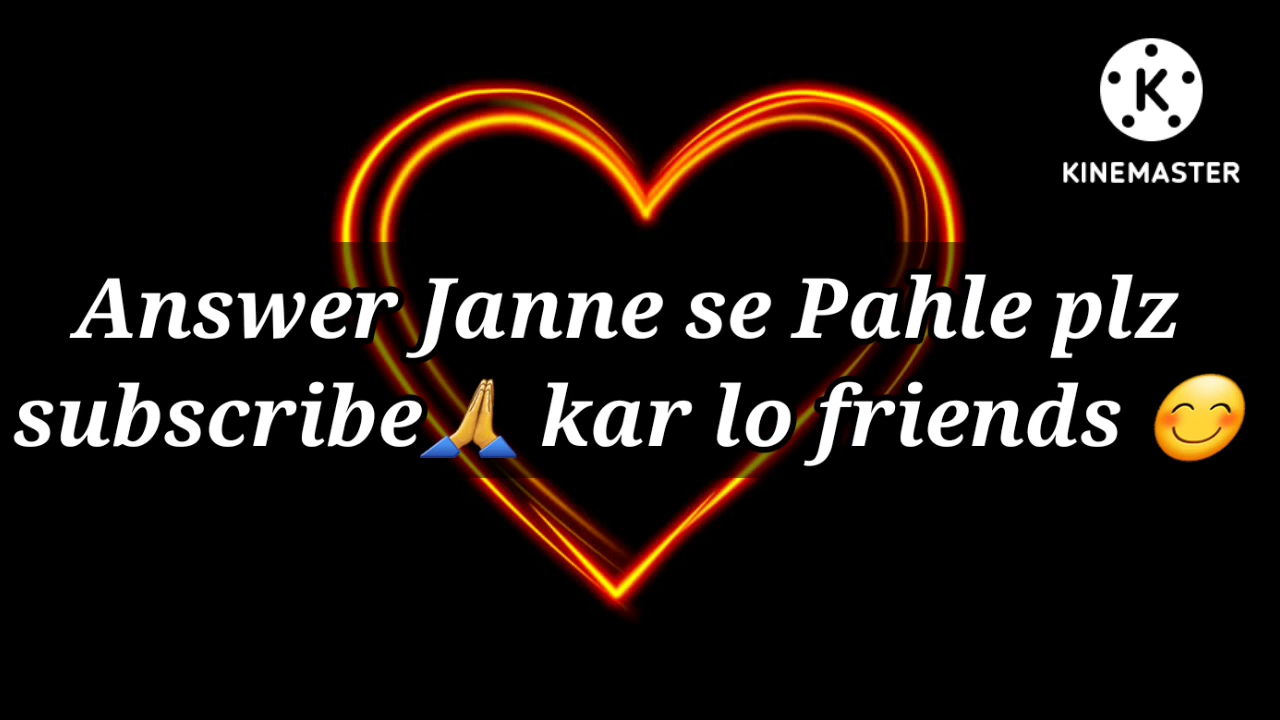 K
KINEMASTER
Answer Janne se Pahle plz
subscribe🙏 kar lo friends 😊